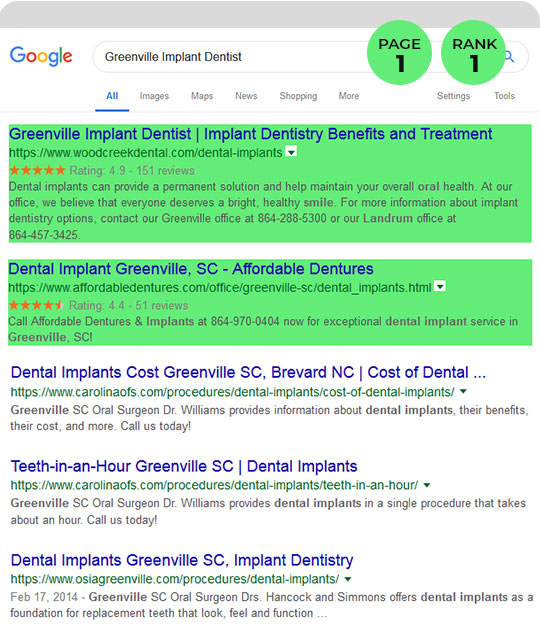 PAGE 1
RANK 1
Google
Greenville Implant Dentist
All Images Maps News Shopping More Settings Tools
Greenville Implant Dentist | Implant Dentistry Benefits and Treatment
https://www.woodcreekdental.com/dental-implants
Rating: 4.9 - 151 reviews
Dental implants can provide a permanent solution and help maintain your overall oral health. At our
office, we believe that everyone deserves a bright, healthy smile. For more information about implant
dentistry options, contact our Greenville office at 864-288-5300 or our Landrum office at
864-457-3425.
Dental Implant Greenville, SC - Affordable Dentures
https://www.affordabledentures.com/office/greenville-sc/dental_implants.html
Rating: 4.4 - 51 reviews
Call Affordable Dentures & Implants at 864-970-0404 now for exceptional dental implant service in
Greenville, SC!
Dental Implants Cost Greenville SC, Brevard NC | Cost of Dental ...
https://www.carolinaofs.com/procedures/dental-implants/cost-of-dental-implants/
Greenville SC Oral Surgeon Dr. Williams provides information about dental implants, their benefits,
their cost, and more. Call us today!
Teeth-in-an-Hour Greenville SC | Dental Implants
https://www.carolinaofs.com/procedures/dental-implants/teeth-in-an-hour/
Greenville SC Oral Surgeon Dr. Williams provides dental implants in a single procedure that takes
about an hour. Call us today!
Dental Implants Greenville SC, Implant Dentistry
https://www.osiagreenville.com/procedures/dental-implants/
Feb 17, 2014 - Greenville SC Oral Surgeon Drs. Hancock and Simmons offers dental implants as a
foundation for replacement teeth that look, feel and function ...